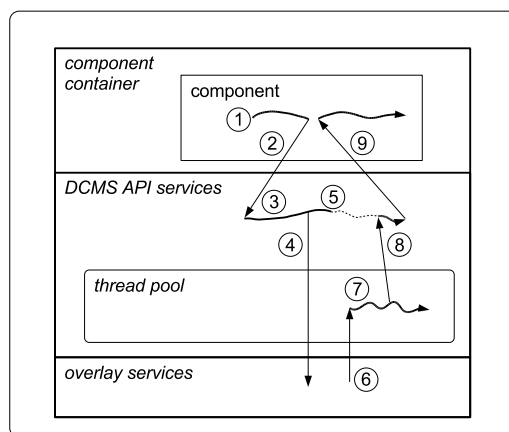 component
container
component
①
②
⑨
DCMS API services
③
⑤
④
⑧
thread pool
⑦
overlay services
⑥